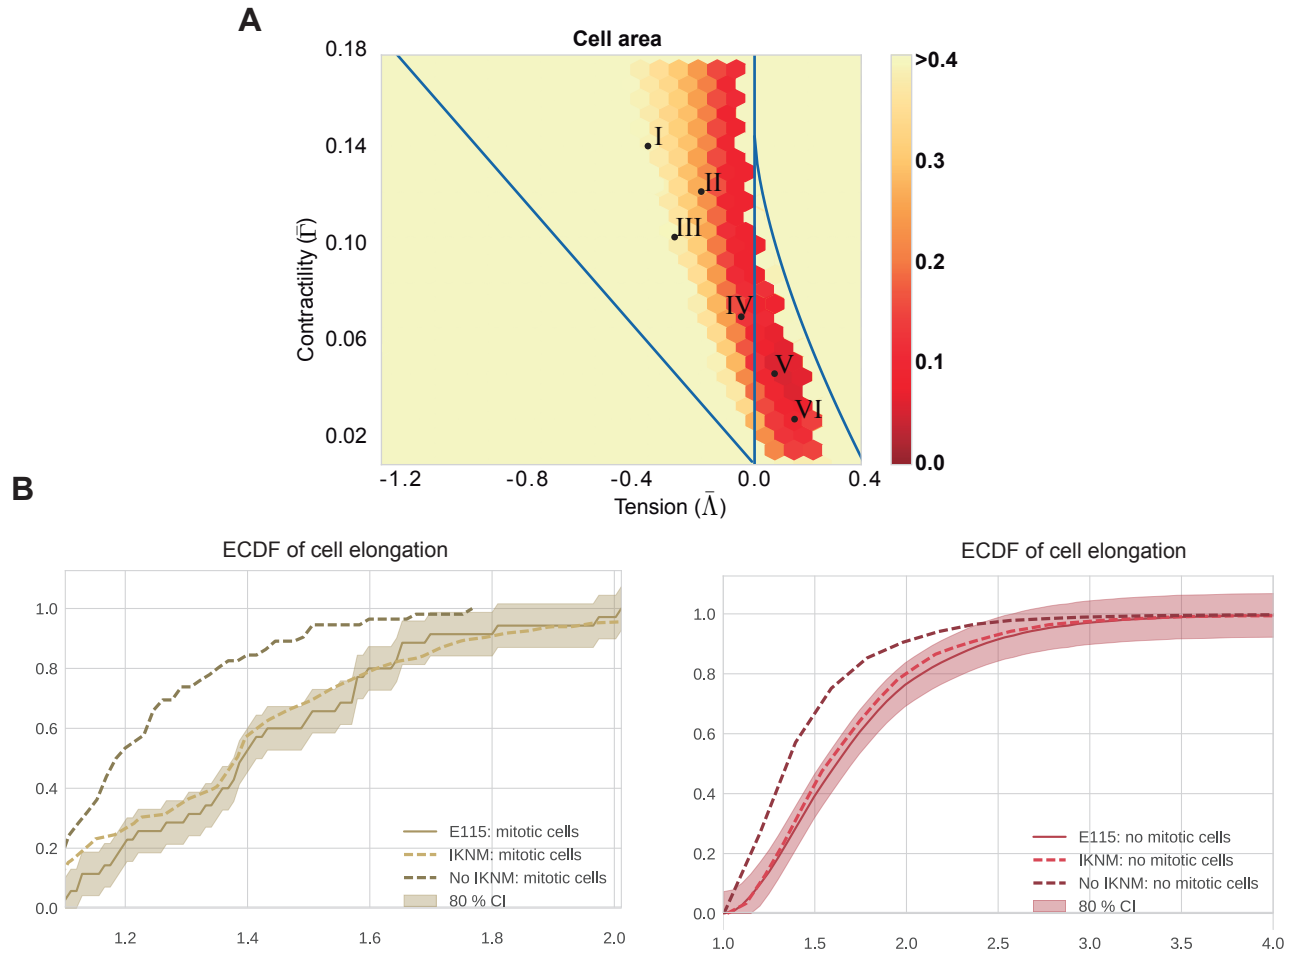 A
Cell area
0.18
0.14
0.10
0.06
0.02
Contractility (Γ̄)
I
II
III
IV
V
VI
-1.2 -0.8 -0.4 0.0 0.4
Tension (Λ̄)
>0.4
0.3
0.2
0.1
0.0
B
ECDF of cell elongation
1.0
0.8
0.6
0.4
0.2
0.0
E115: mitotic cells
IKNM: mitotic cells
No IKNM: mitotic cells
80 % CI
1.2 1.4 1.6 1.8 2.0
ECDF of cell elongation
1.0
0.8
0.6
0.4
0.2
0.0
E115: no mitotic cells
IKNM: no mitotic cells
No IKNM: no mitotic cells
80 % CI
1.0 1.5 2.0 2.5 3.0 3.5 4.0